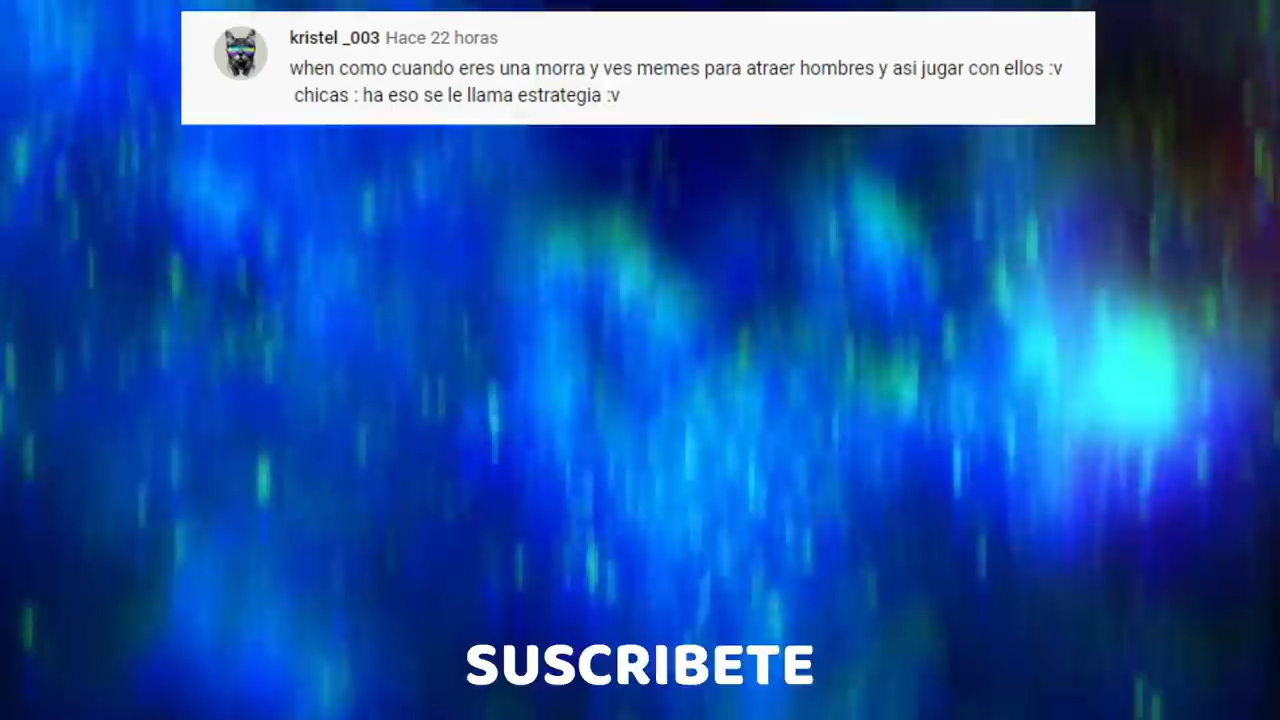 kristel _003 Hace 22 horas
when como cuando eres una morra y ves memes para atraer hombres y asi jugar con ellos :v
chicas : ha eso se le llama estrategia :v
SUSCRIBETE